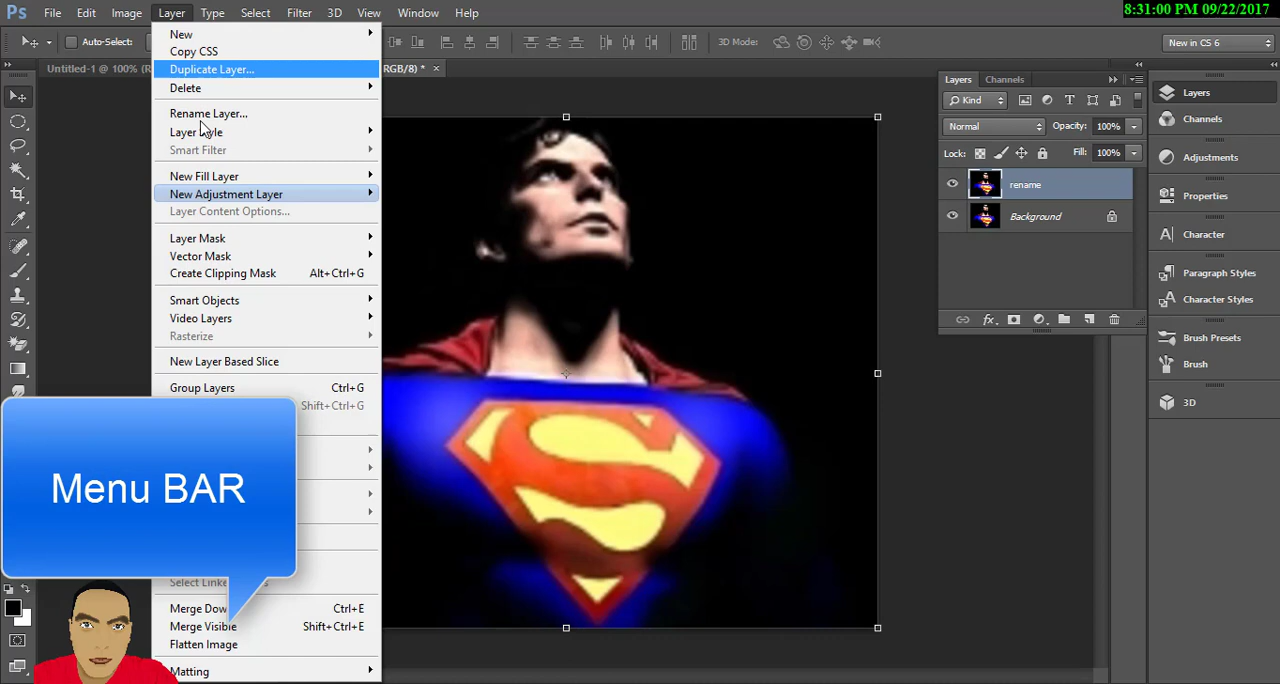 Ps File Edit Image Layer Type Select Filter 3D View Window Help
8:31:00 PM 09/22/2017
Auto-Select:
3D Mode:
New in CS 6
Untitled-1 @ 100% (R
RGB/8) *
New
Copy CSS
Duplicate Layer...
Delete
Rename Layer...
Layer Style
Smart Filter
New Fill Layer
New Adjustment Layer
Layer Content Options...
Layer Mask
Vector Mask
Create Clipping Mask Alt+Ctrl+G
Smart Objects
Video Layers
Rasterize
New Layer Based Slice
Group Layers Ctrl+G
Shift+Ctrl+G
Menu BAR
Merge Down Ctrl+E
Merge Visible Shift+Ctrl+E
Flatten Image
Matting
Layers Channels
Kind
Normal Opacity: 100%
Lock: Fill: 100%
rename
Background
fx
Layers
Channels
Adjustments
Properties
Character
Paragraph Styles
Character Styles
Brush Presets
Brush
3D